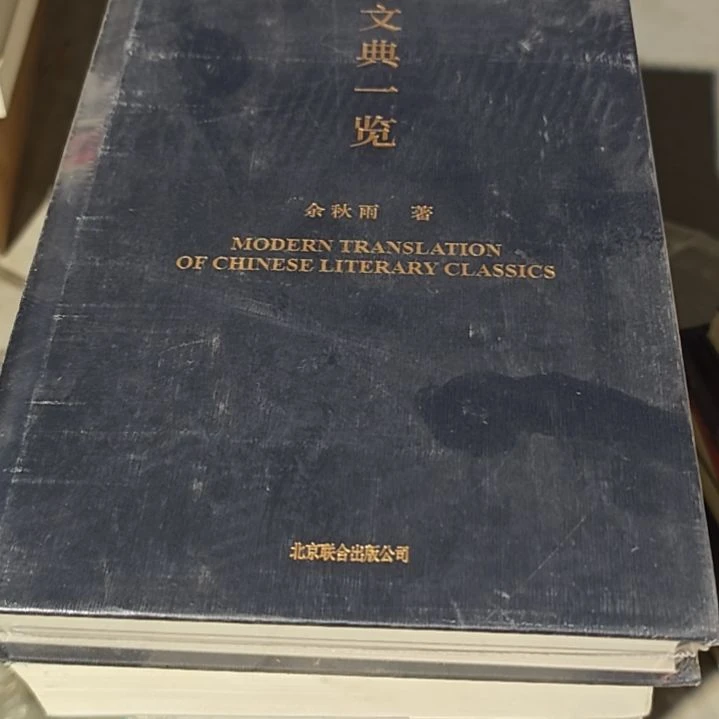 文典一览
余秋雨 著
MODERN TRANSLATION
OF CHINESE LITERARY CLASSICS
北京联合出版公司